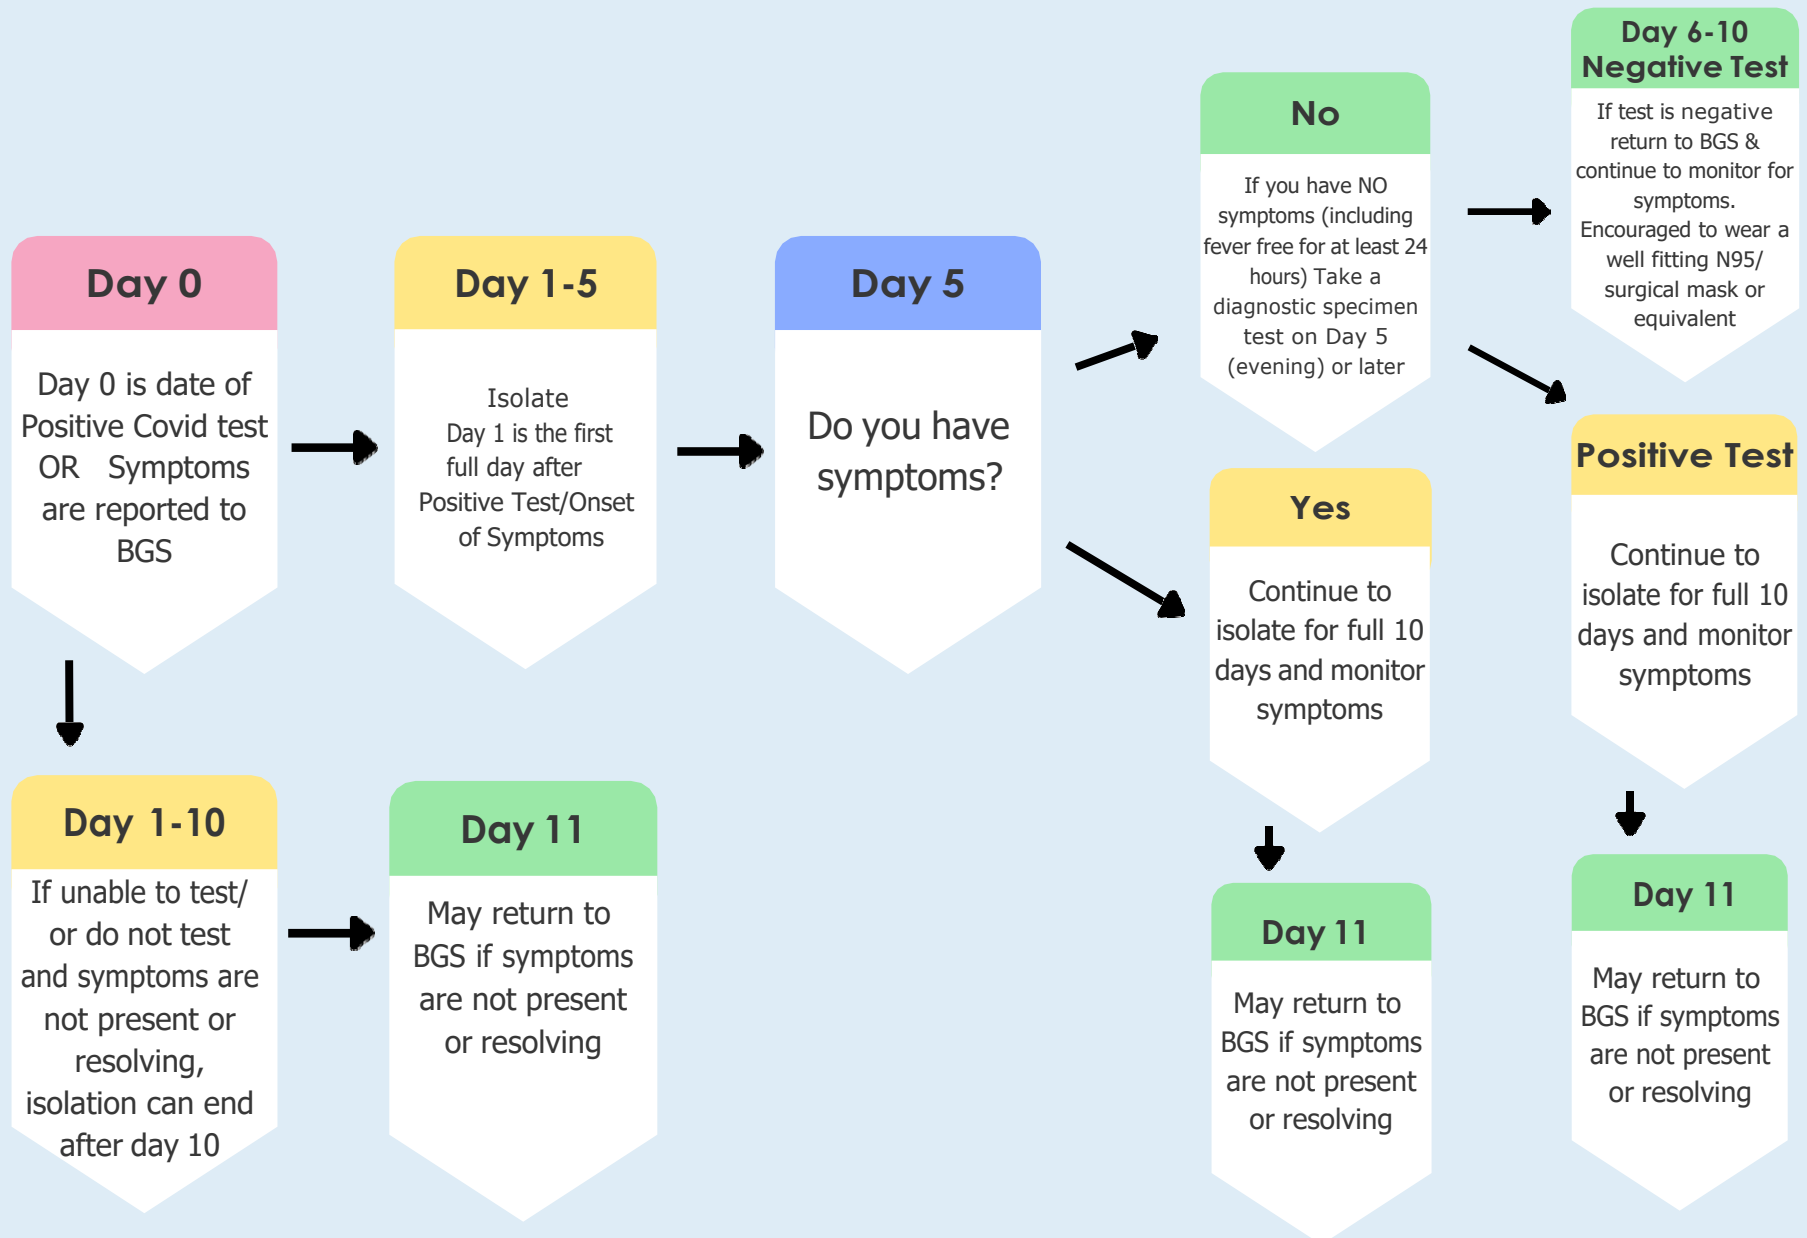 Day 0
Day 0 is date of
Positive Covid test
OR Symptoms
are reported to
BGS
Day 1-5
Isolate
Day 1 is the first
full day after
Positive Test/Onset
of Symptoms
Day 5
Do you have
symptoms?
No
If you have NO
symptoms (including
fever free for at least 24
hours) Take a
diagnostic specimen
test on Day 5
(evening) or later
Day 6-10
Negative Test
If test is negative
return to BGS &
continue to monitor for
symptoms.
Encouraged to wear a
well fitting N95/
surgical mask or
equivalent
Yes
Continue to
isolate for full 10
days and monitor
symptoms
Positive Test
Continue to
isolate for full 10
days and monitor
symptoms
Day 1-10
If unable to test/
or do not test
and symptoms are
not present or
resolving,
isolation can end
after day 10
Day 11
May return to
BGS if symptoms
are not present
or resolving
Day 11
May return to
BGS if symptoms
are not present
or resolving
Day 11
May return to
BGS if symptoms
are not present
or resolving